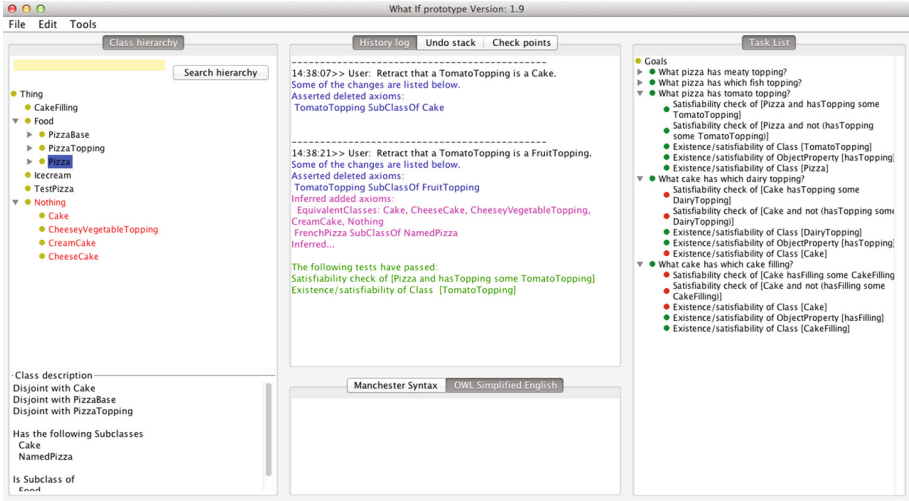 What If prototype Version: 1.9
File Edit Tools
Class hierarchy
Search hierarchy
Thing
CakeFilling
Food
PizzaBase
PizzaTopping
Pizza
Icecream
TestPizza
Nothing
Cake
CheeseyVegetableTopping
CreamCake
CheeseCake
Class description
Disjoint with Cake
Disjoint with PizzaBase
Disjoint with PizzaTopping
Has the following Subclasses
Cake
NamedPizza
Is Subclass of
Food
History log Undo stack Check points
----------------------------------------------
14:38:07>> User: Retract that a TomatoTopping is a Cake.
Some of the changes are listed below.
Asserted deleted axioms:
TomatoTopping SubClassOf Cake
----------------------------------------------
14:38:21>> User: Retract that a TomatoTopping is a FruitTopping.
Some of the changes are listed below.
Asserted deleted axioms:
TomatoTopping SubClassOf FruitTopping
Inferred added axioms:
EquivalentClasses: Cake, CheeseCake, CheeseyVegetableTopping,
CreamCake, Nothing
FrenchPizza SubClassOf NamedPizza
Inferred...
The following tests have passed:
Satisfiability check of [Pizza and hasTopping some TomatoTopping]
Existence/satisfiability of Class [TomatoTopping]
Manchester Syntax OWL Simplified English
Task List
Goals
What pizza has meaty topping?
What pizza has which fish topping?
What pizza has tomato topping?
Satisfiability check of [Pizza and hasTopping some
TomatoTopping]
Satisfiability check of [Pizza and not (hasTopping
some TomatoTopping)]
Existence/satisfiability of Class [TomatoTopping]
Existence/satisfiability of ObjectProperty [hasTopping]
Existence/satisfiability of Class [Pizza]
What cake has which dairy topping?
Satisfiability check of [Cake hasTopping some
DairyTopping]
Satisfiability check of [Cake and not (hasTopping some
DairyTopping)]
Existence/satisfiability of Class [DairyTopping]
Existence/satisfiability of ObjectProperty [hasTopping]
Existence/satisfiability of Class [Cake]
What cake has which cake filling?
Satisfiability check of [Cake hasFilling some CakeFilling
Satisfiability check of [Cake and not (hasFilling some
CakeFilling)]
Existence/satisfiability of Class [Cake]
Existence/satisfiability of ObjectProperty [hasFilling]
Existence/satisfiability of Class [CakeFilling]